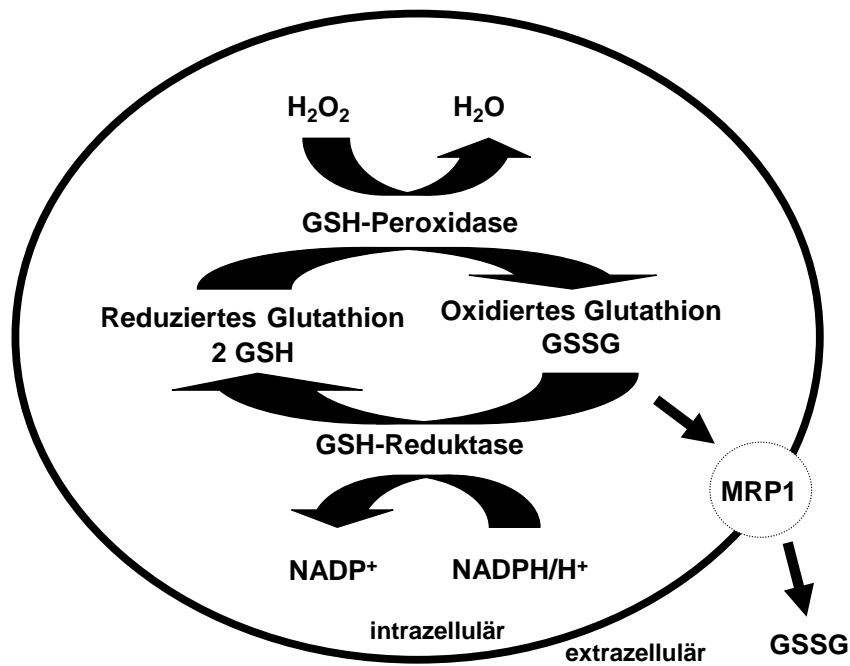 H₂O₂ H₂O
GSH-Peroxidase
Reduziertes Glutathion
2 GSH
Oxidiertes Glutathion
GSSG
GSH-Reduktase
MRP1
NADP⁺ NADPH/H⁺
intrazellulär
extrazellulär
GSSG